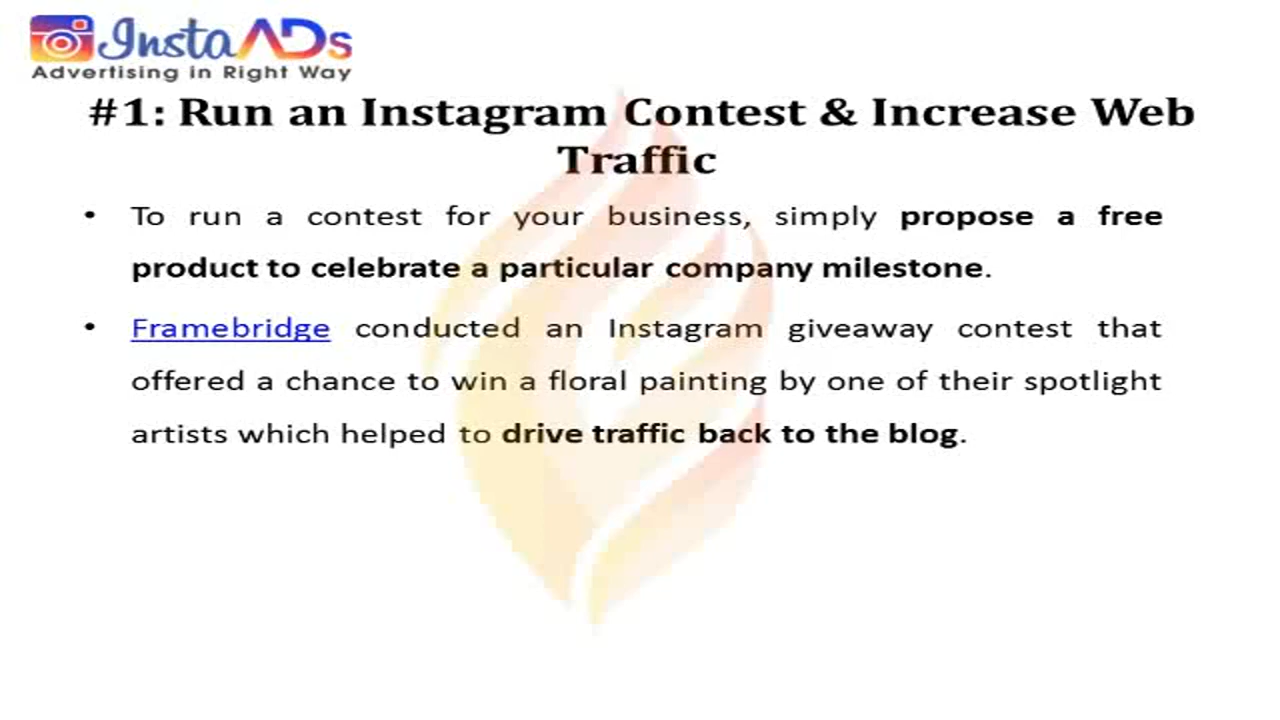 InstaADs
Advertising in Right Way
#1: Run an Instagram Contest & Increase Web
Traffic
• To run a contest for your business, simply propose a free
product to celebrate a particular company milestone.
• Framebridge conducted an Instagram giveaway contest that
offered a chance to win a floral painting by one of their spotlight
artists which helped to drive traffic back to the blog.